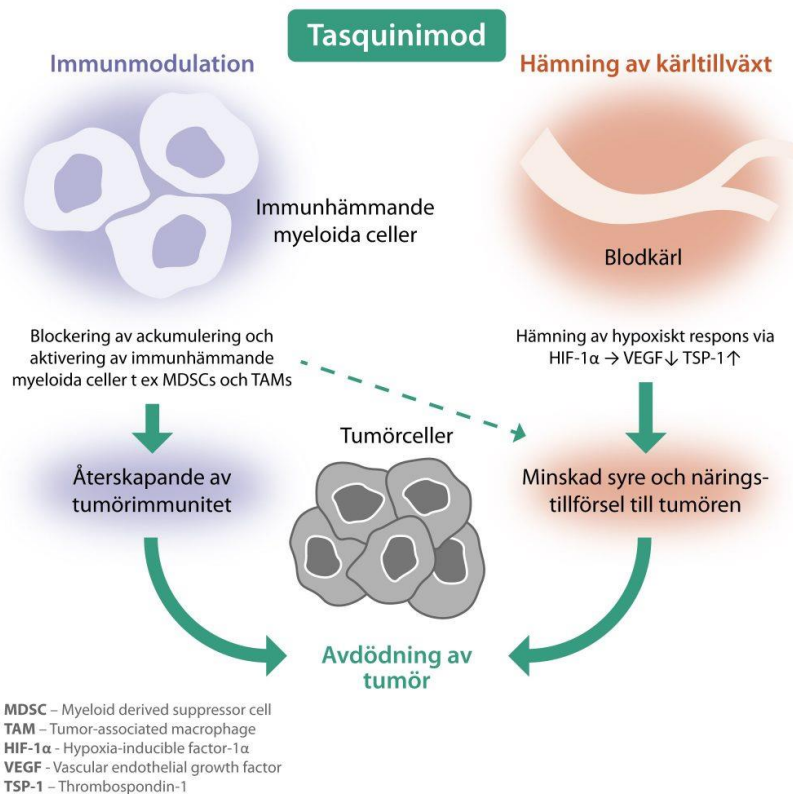 Tasquinimod
Immunmodulation
Hämning av kärltillväxt
Immunhämmande
myeloida celler
Blodkärl
Blockering av ackumulering och
aktivering av immunhämmande
myeloida celler t ex MDSCs och TAMs
Hämning av hypoxiskt respons via
HIF-1α → VEGF↓ TSP-1↑
Tumörceller
Återskapande av
tumörimmunitet
Minskad syre och närings-
tillförsel till tumören
Avdödning av
tumör
MDSC – Myeloid derived suppressor cell
TAM – Tumor-associated macrophage
HIF-1α - Hypoxia-inducible factor-1α
VEGF - Vascular endothelial growth factor
TSP-1 – Thrombospondin-1